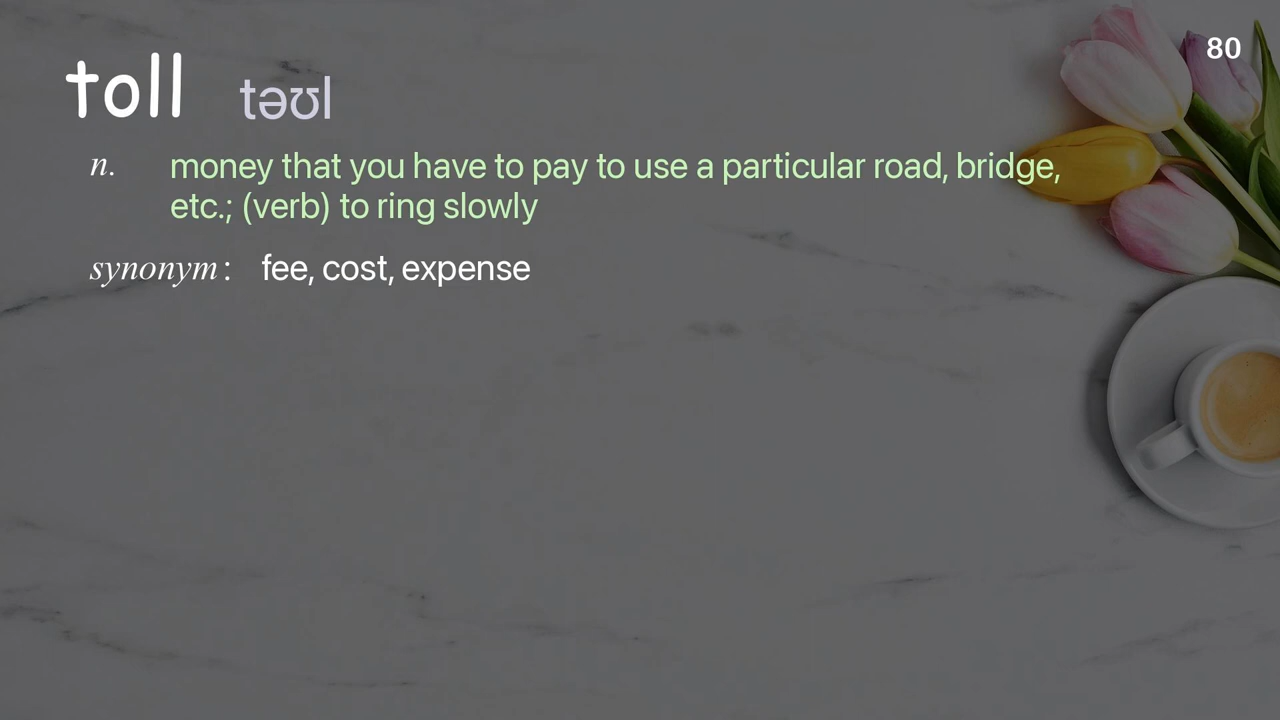 80
toll təʊl
n. money that you have to pay to use a particular road, bridge,
etc.; (verb) to ring slowly
synonym: fee, cost, expense